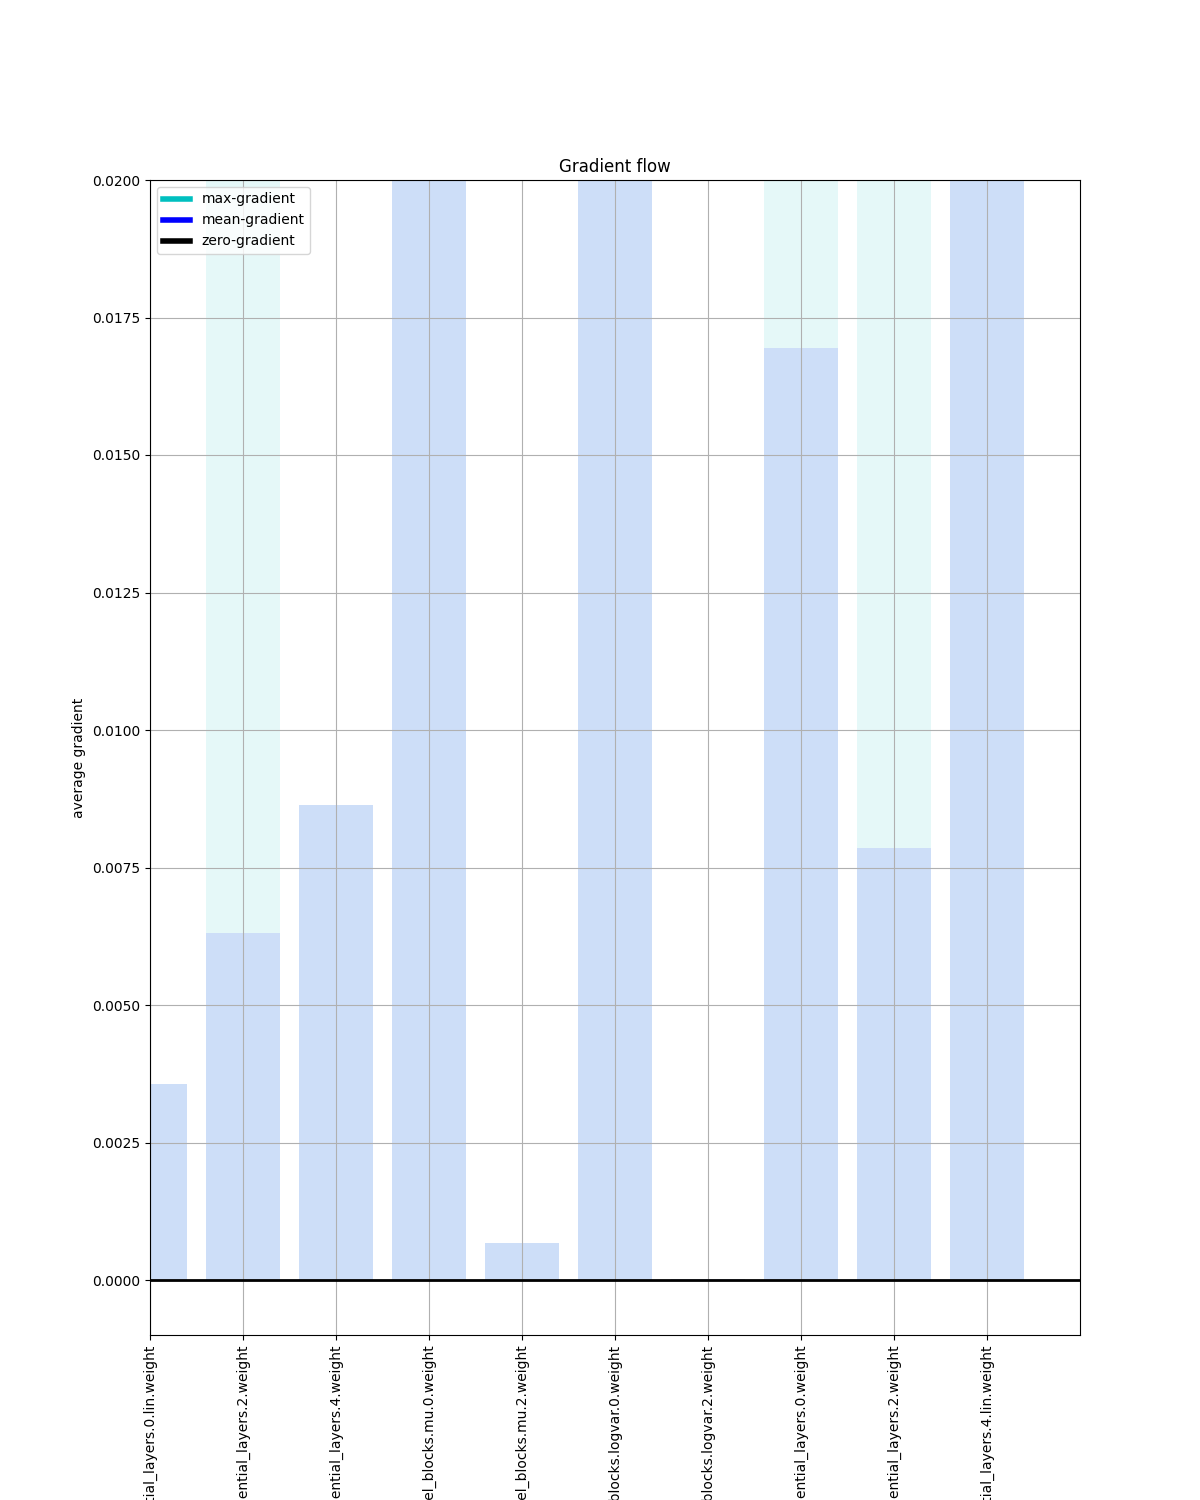 Gradient flow
max-gradient
mean-gradient
zero-gradient
0.0200
0.0175
0.0150
0.0125
0.0100
0.0075
0.0050
0.0025
0.0000
average gradient
tial_layers.0.lin.weight
ential_layers.2.weight
ential_layers.4.weight
el_blocks.mu.0.weight
el_blocks.mu.2.weight
blocks.logvar.0.weight
blocks.logvar.2.weight
ential_layers.0.weight
ential_layers.2.weight
tial_layers.4.lin.weight